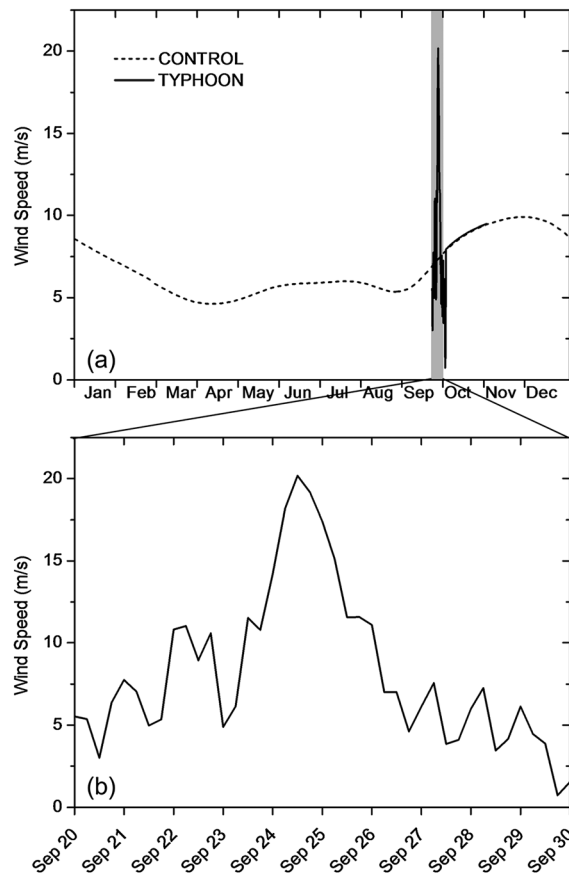 20
CONTROL
TYPHOON
15
Wind Speed (m/s)
10
5
(a)
0
Jan Feb Mar Apr May Jun Jul Aug Sep Oct Nov Dec
20
15
Wind Speed (m/s)
10
5
(b)
0
Sep 20 Sep 21 Sep 22 Sep 23 Sep 24 Sep 25 Sep 26 Sep 27 Sep 28 Sep 29 Sep 30